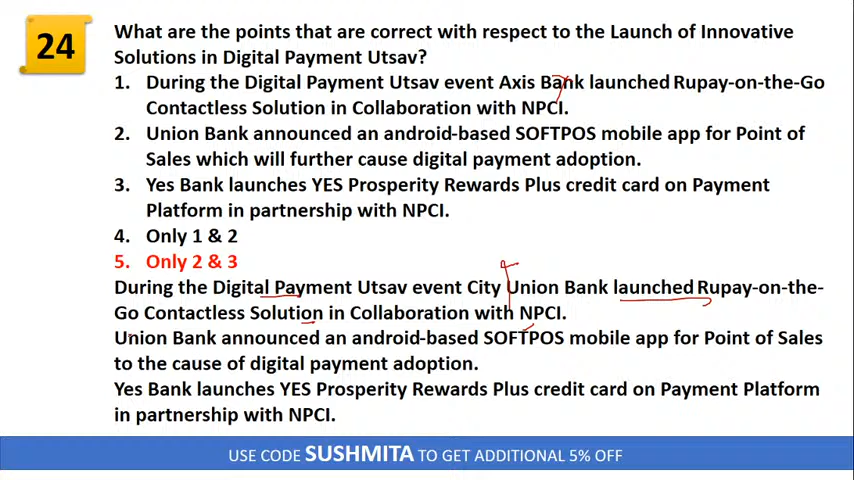 24
What are the points that are correct with respect to the Launch of Innovative
Solutions in Digital Payment Utsav?
1. During the Digital Payment Utsav event Axis Bank launched Rupay-on-the-Go
Contactless Solution in Collaboration with NPCI.
2. Union Bank announced an android-based SOFTPOS mobile app for Point of
Sales which will further cause digital payment adoption.
3. Yes Bank launches YES Prosperity Rewards Plus credit card on Payment
Platform in partnership with NPCI.
4. Only 1 & 2
5. Only 2 & 3
During the Digital Payment Utsav event City Union Bank launched Rupay-on-the-
Go Contactless Solution in Collaboration with NPCI.
Union Bank announced an android-based SOFTPOS mobile app for Point of Sales
to the cause of digital payment adoption.
Yes Bank launches YES Prosperity Rewards Plus credit card on Payment Platform
in partnership with NPCI.
USE CODE SUSHMITA TO GET ADDITIONAL 5% OFF